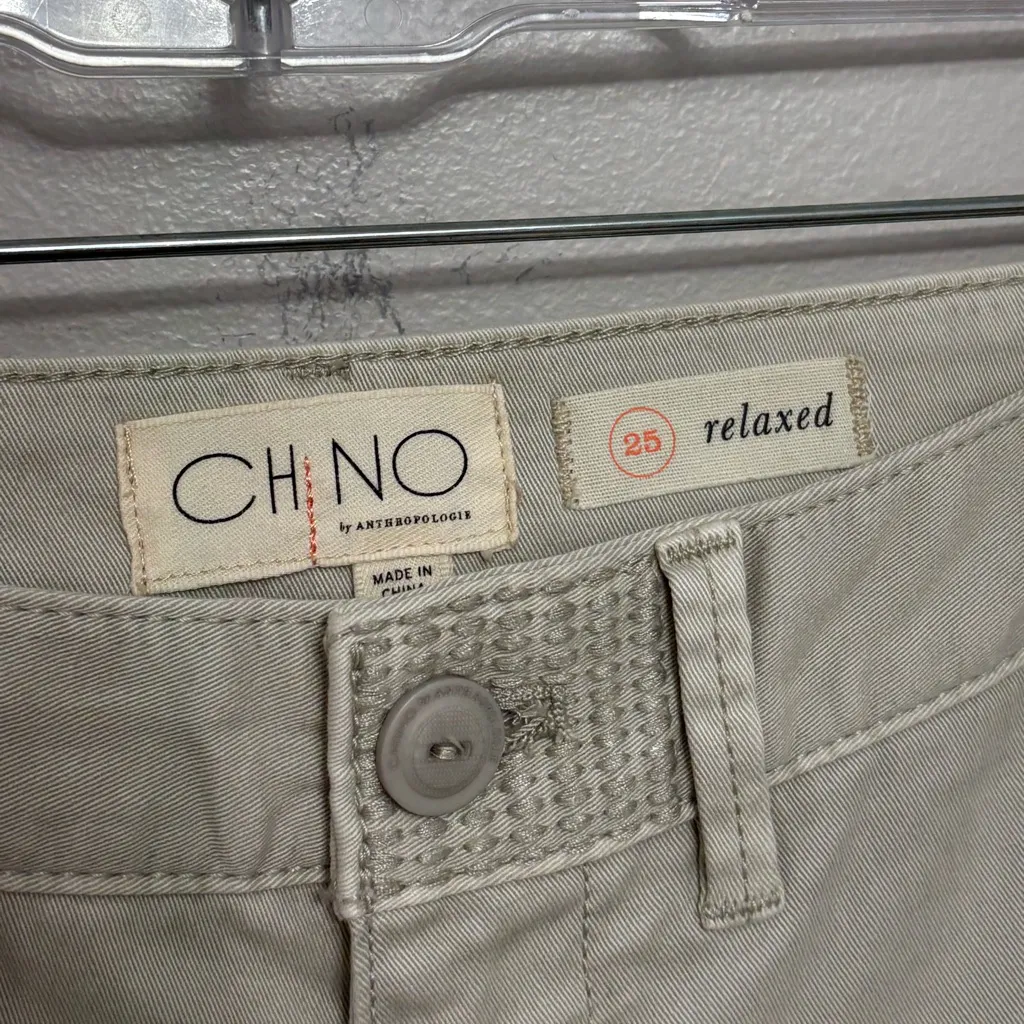 CHINO
by ANTHROPOLOGIE
25 relaxed
MADE IN
CHINA